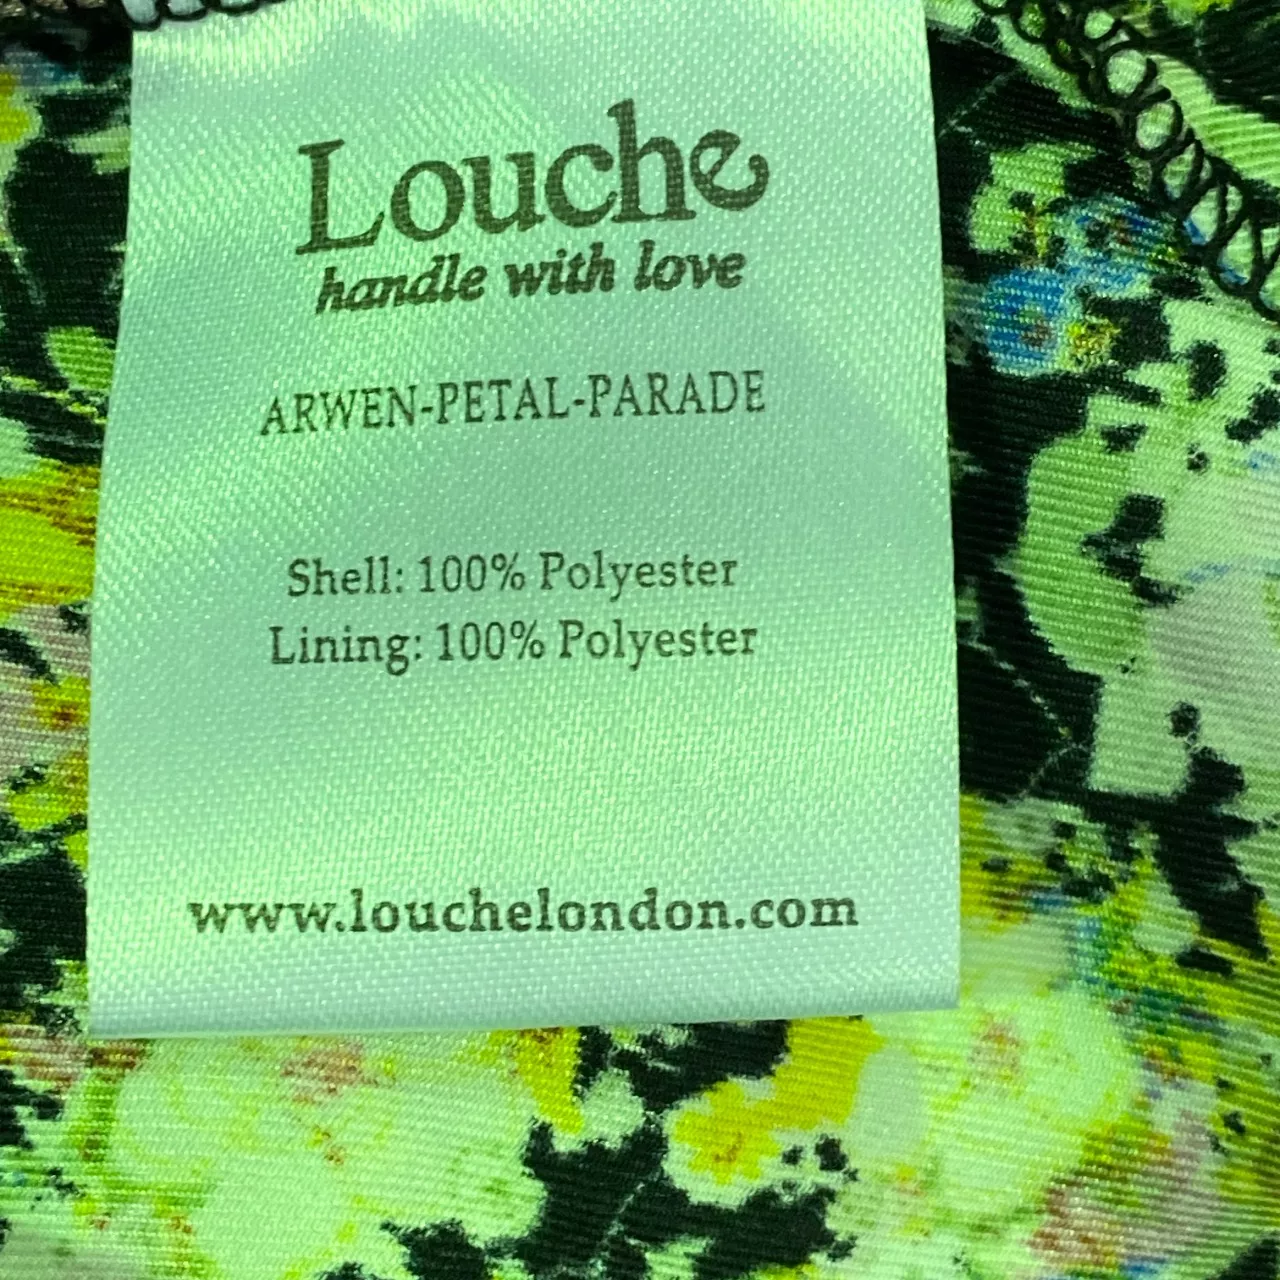 Louche
handle with love
ARWEN-PETAL-PARADE
Shell: 100% Polyester
Lining: 100% Polyester
www.louchelondon.com